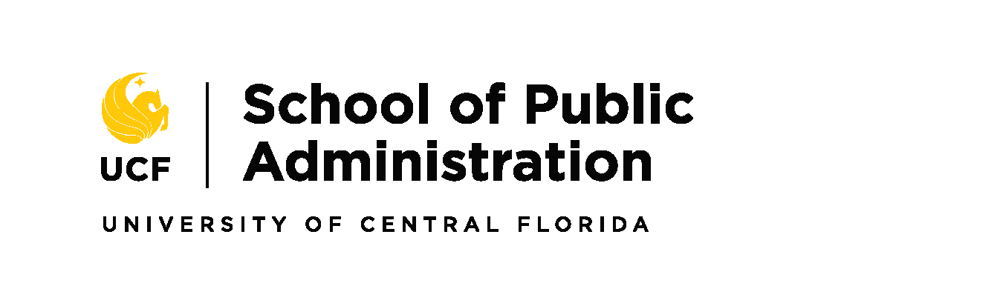 UCF
School of Public
Administration
UNIVERSITY OF CENTRAL FLORIDA